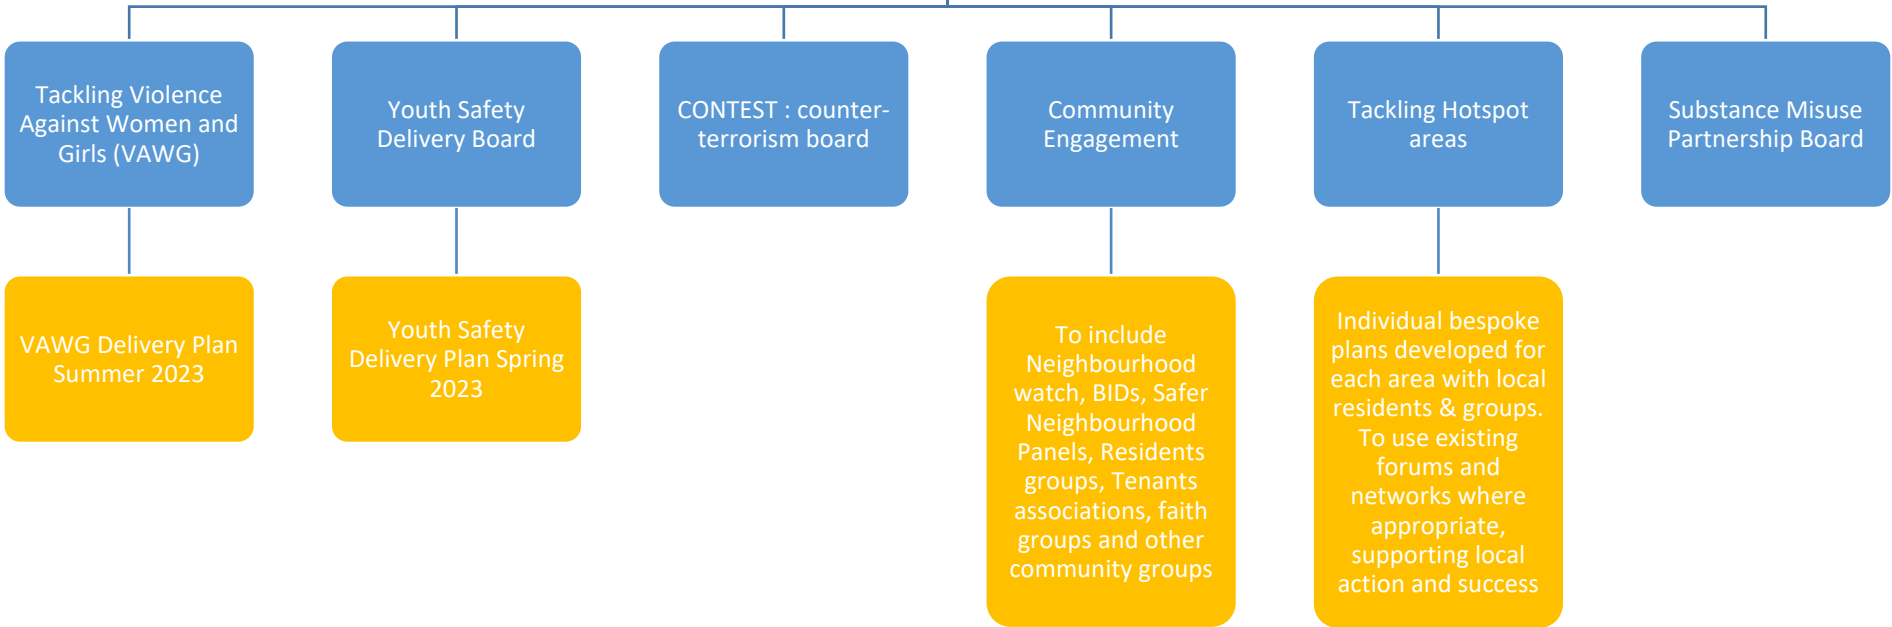 Tackling Violence
Against Women and
Girls (VAWG)
Youth Safety
Delivery Board
CONTEST : counter-
terrorism board
Community
Engagement
Tackling Hotspot
areas
Substance Misuse
Partnership Board
VAWG Delivery Plan
Summer 2023
Youth Safety
Delivery Plan Spring
2023
To include
Neighbourhood
watch, BIDs, Safer
Neighbourhood
Panels, Residents
groups, Tenants
associations, faith
groups and other
community groups
Individual bespoke
plans developed for
each area with local
residents & groups.
To use existing
forums and
networks where
appropriate,
supporting local
action and success